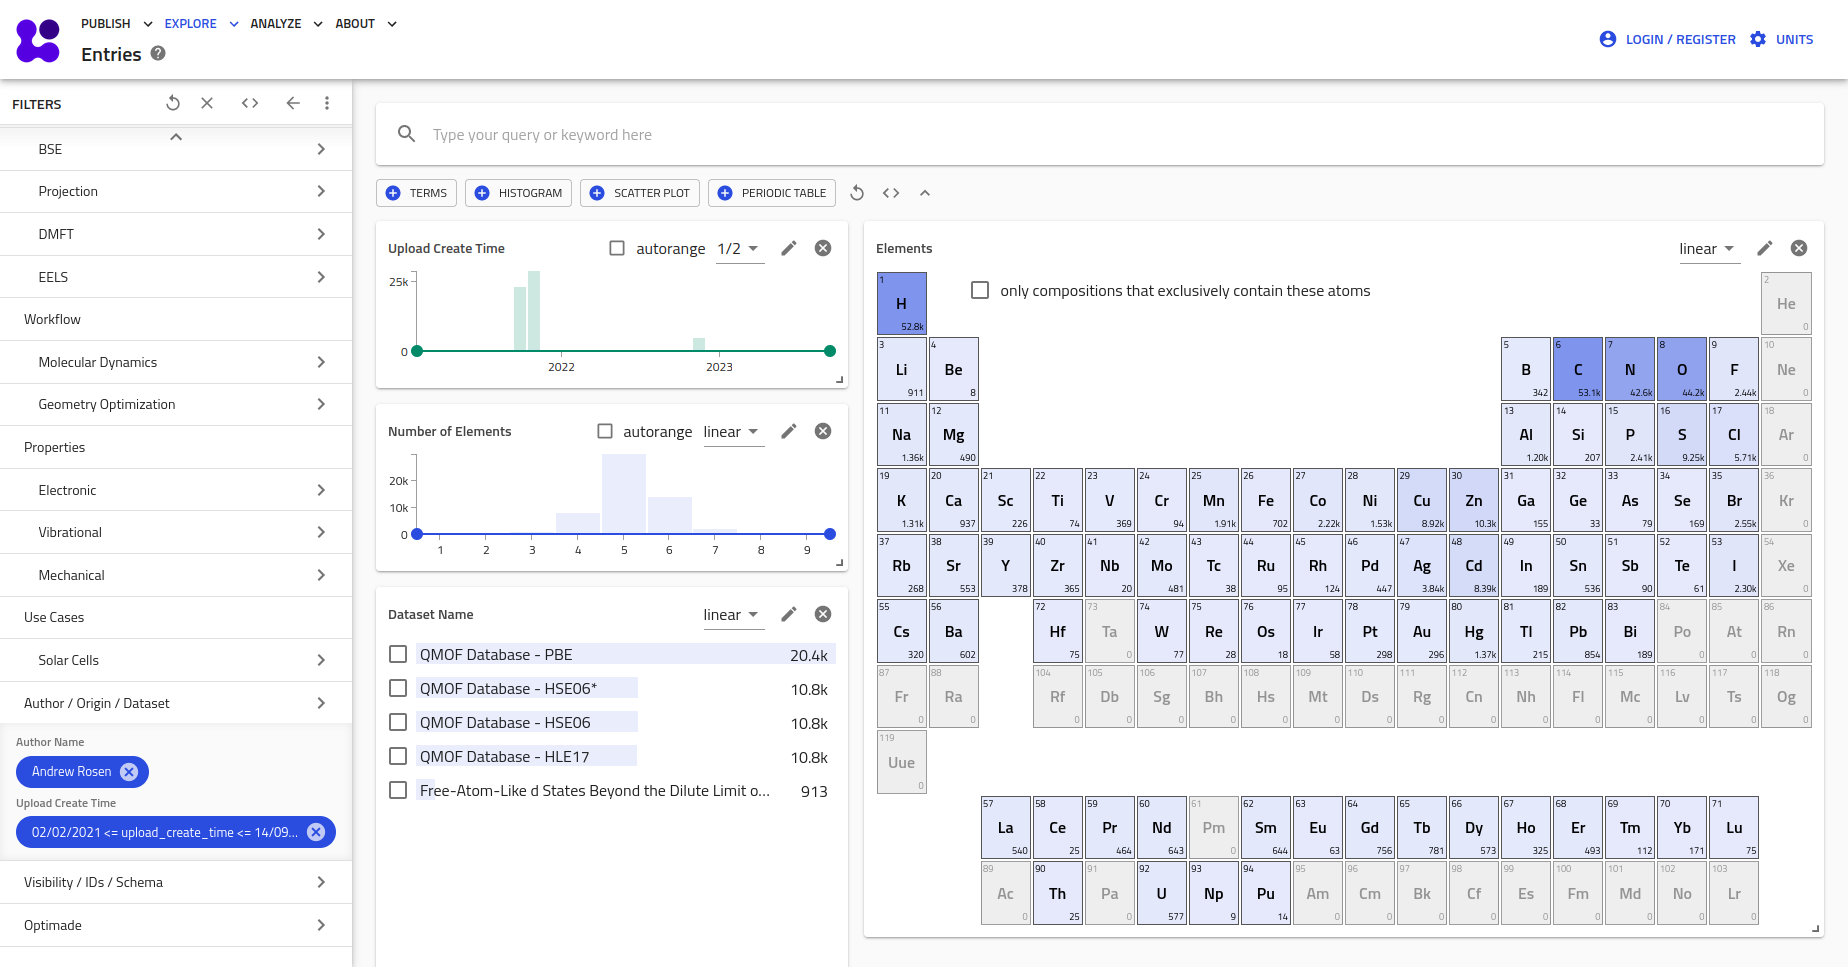 PUBLISH EXPLORE ANALYZE ABOUT
Entries
LOGIN / REGISTER UNITS
FILTERS
BSE
Projection
DMFT
EELS
Workflow
Molecular Dynamics
Geometry Optimization
Properties
Electronic
Vibrational
Mechanical
Use Cases
Solar Cells
Author / Origin / Dataset
Author Name
Andrew Rosen
Upload Create Time
02/02/2021 <= upload_create_time <= 14/09...
Visibility / IDs / Schema
Optimade
Type your query or keyword here
TERMS HISTOGRAM SCATTER PLOT PERIODIC TABLE
Upload Create Time autorange 1/2
25k
0
2022 2023
Number of Elements autorange linear
20k
10k
0
1 2 3 4 5 6 7 8 9
Dataset Name linear
QMOF Database - PBE 20.4k
QMOF Database - HSE06* 10.8k
QMOF Database - HSE06 10.8k
QMOF Database - HLE17 10.8k
Free-Atom-Like d States Beyond the Dilute Limit o... 913
Elements linear
only compositions that exclusively contain these atoms
1 2
H He
52.8k 0
3 4 5 6 7 8 9 10
Li Be B C N O F Ne
911 8 342 53.1k 42.6k 44.2k 2.44k 0
11 12 13 14 15 16 17 18
Na Mg Al Si P S Cl Ar
1.36k 490 1.20k 207 2.41k 9.25k 5.71k 0
19 20 21 22 23 24 25 26 27 28 29 30 31 32 33 34 35 36
K Ca Sc Ti V Cr Mn Fe Co Ni Cu Zn Ga Ge As Se Br Kr
1.31k 937 226 74 369 94 1.91k 702 2.22k 1.53k 8.92k 10.3k 155 33 79 169 2.55k 0
37 38 39 40 41 42 43 44 45 46 47 48 49 50 51 52 53 54
Rb Sr Y Zr Nb Mo Tc Ru Rh Pd Ag Cd In Sn Sb Te I Xe
268 553 378 365 20 481 38 95 124 447 3.84k 8.39k 189 536 90 61 2.30k 0
55 56 72 73 74 75 76 77 78 79 80 81 82 83 84 85 86
Cs Ba Hf Ta W Re Os Ir Pt Au Hg Tl Pb Bi Po At Rn
320 602 75 0 77 28 18 58 298 296 1.37k 215 854 189 0 0 0
87 88 104 105 106 107 108 109 110 111 112 113 114 115 116 117 118
Fr Ra Rf Db Sg Bh Hs Mt Ds Rg Cn Nh Fl Mc Lv Ts Og
0 0 0 0 0 0 0 0 0 0 0 0 0 0 0 0 0
119
Uue
0
57 58 59 60 61 62 63 64 65 66 67 68 69 70 71
La Ce Pr Nd Pm Sm Eu Gd Tb Dy Ho Er Tm Yb Lu
540 25 464 643 0 644 63 756 781 573 325 493 112 171 75
89 90 91 92 93 94 95 96 97 98 99 100 101 102 103
Ac Th Pa U Np Pu Am Cm Bk Cf Es Fm Md No Lr
0 25 0 577 9 14 0 0 0 0 0 0 0 0 0